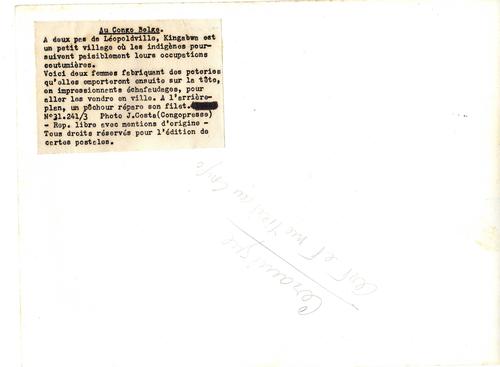 Au Congo Belge.
A deux pas de Léopoldville, Kingabwa est
un petit village où les indigènes pour-
suivent paisiblement leurs occupations
coutumières.
Voici deux femmes fabriquant des poteries
qu'elles emporteront ensuite sur la tête,
en impressionnants échafaudages, pour
aller les vendre en ville. A l'arrière-
plan, un pêcheur répare son filet.
N°31.241/3 Photo J.Costa(Congopresse)
- Rep. libre avec mentions d'origine -
Tous droits réservés pour l'édition de
cartes postales.
Céramique